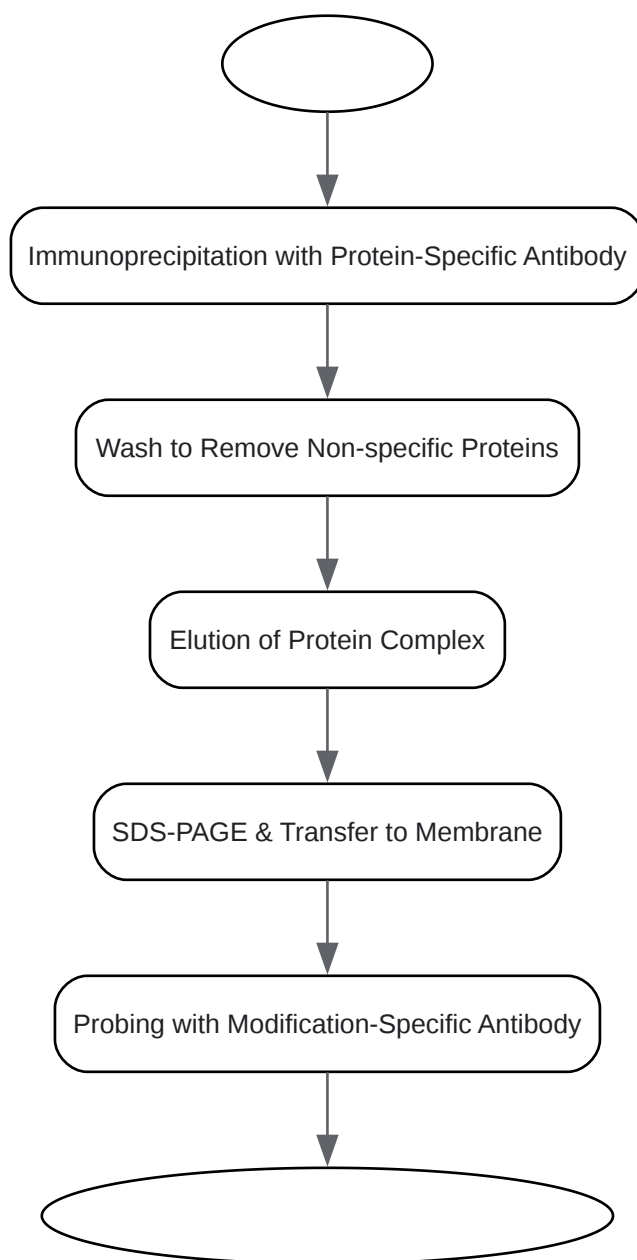 Immunoprecipitation with Protein-Specific Antibody
Wash to Remove Non-specific Proteins
Elution of Protein Complex
SDS-PAGE & Transfer to Membrane
Probing with Modification-Specific Antibody